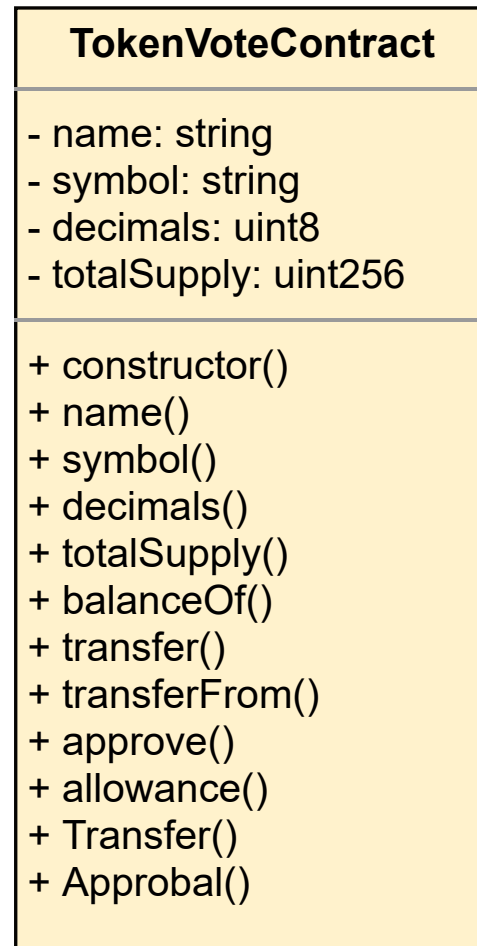 TokenVoteContract
- name: string
- symbol: string
- decimals: uint8
- totalSupply: uint256
+ constructor()
+ name()
+ symbol()
+ decimals()
+ totalSupply()
+ balanceOf()
+ transfer()
+ transferFrom()
+ approve()
+ allowance()
+ Transfer()
+ Approbal()